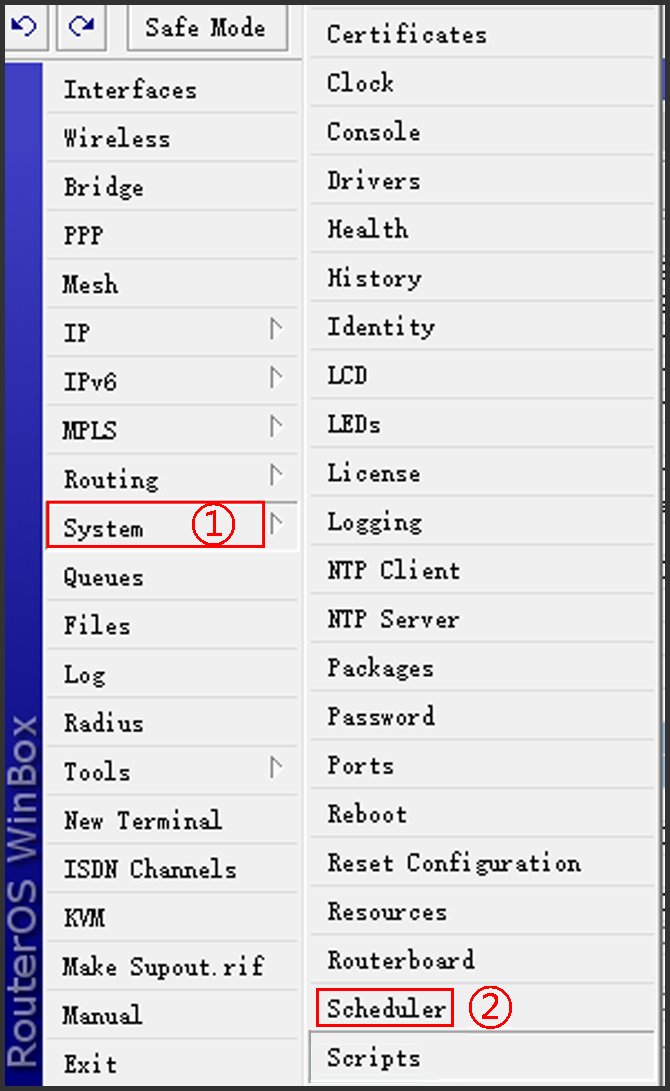 Safe Mode
Interfaces
Wireless
Bridge
PPP
Mesh
IP
IPv6
MPLS
Routing
System ①
Queues
Files
Log
Radius
Tools
New Terminal
ISDN Channels
KVM
Make Supout.rif
Manual
Exit
RouterOS WinBox
Certificates
Clock
Console
Drivers
Health
History
Identity
LCD
LEDs
License
Logging
NTP Client
NTP Server
Packages
Password
Ports
Reboot
Reset Configuration
Resources
Routerboard
Scheduler ②
Scripts